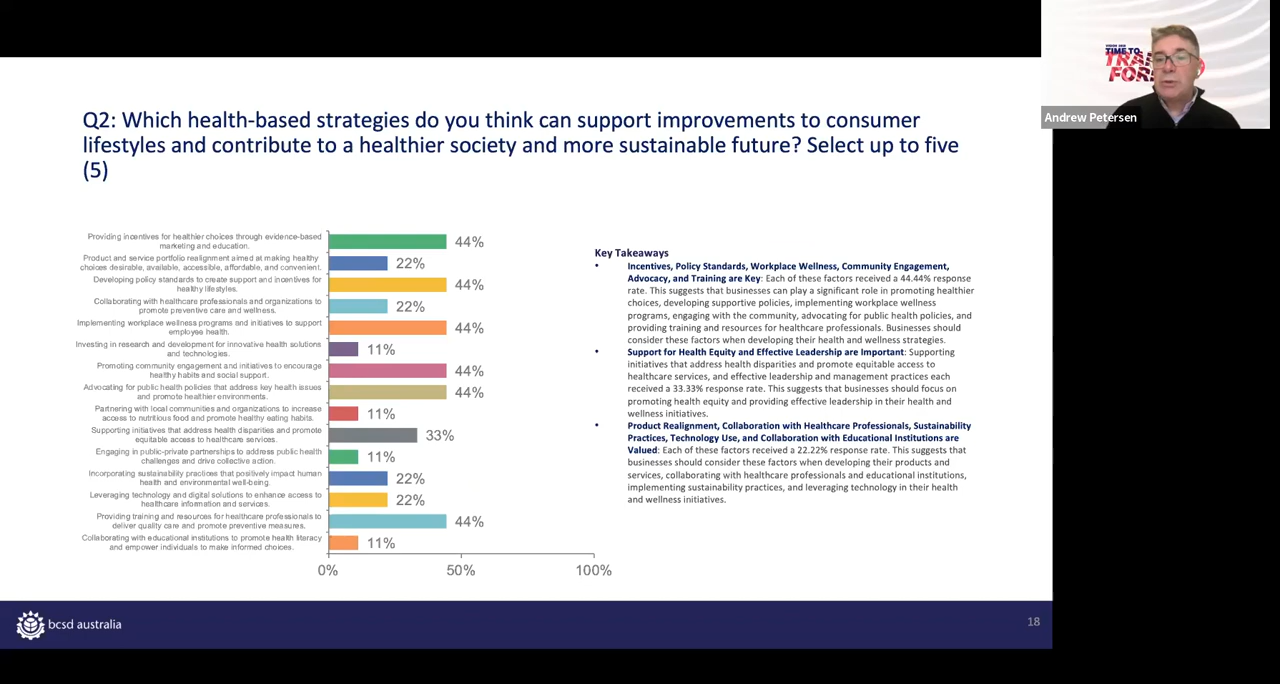 TIME TO
Andrew Petersen
Q2: Which health-based strategies do you think can support improvements to consumer
lifestyles and contribute to a healthier society and more sustainable future? Select up to five
(5)
Providing incentives for healthier choices through evidence-based
marketing and education.
44%
Product and service portfolio realignment aimed at making healthy
choices desirable, available, accessible, affordable, and convenient.
22%
Developing policy standards to create support and incentives for
healthy lifestyles.
44%
Collaborating with healthcare professionals and organizations to
promote preventive care and wellness.
22%
Implementing workplace wellness programs and initiatives to support
employee health.
44%
Investing in research and development for innovative health solutions
and technologies.
11%
Promoting community engagement and initiatives to encourage
healthy habits and social support.
44%
Advocating for public health policies that address key health issues
and promote healthier environments.
44%
Partnering with local communities and organizations to increase
access to nutritious food and promote healthy eating habits.
11%
Supporting initiatives that address health disparities and promote
equitable access to healthcare services.
33%
Engaging in public-private partnerships to address public health
challenges and drive collective action.
11%
Incorporating sustainability practices that positively impact human
health and environmental well-being.
22%
Leveraging technology and digital solutions to enhance access to
healthcare information and services.
22%
Providing training and resources for healthcare professionals to
deliver quality care and promote preventive measures.
44%
Collaborating with educational institutions to promote health literacy
and empower individuals to make informed choices.
11%
0%
50%
100%
Key Takeaways
• Incentives, Policy Standards, Workplace Wellness, Community Engagement,
Advocacy, and Training are Key: Each of these factors received a 44.44% response
rate. This suggests that businesses can play a significant role in promoting healthier
choices, developing supportive policies, implementing workplace wellness
programs, engaging with the community, advocating for public health policies, and
providing training and resources for healthcare professionals. Businesses should
consider these factors when developing their health and wellness strategies.
• Support for Health Equity and Effective Leadership are Important: Supporting
initiatives that address health disparities and promote equitable access to
healthcare services, and effective leadership and management practices each
received a 33.33% response rate. This suggests that businesses should focus on
promoting health equity and providing effective leadership in their health and
wellness initiatives.
• Product Realignment, Collaboration with Healthcare Professionals, Sustainability
Practices, Technology Use, and Collaboration with Educational Institutions are
Valued: Each of these factors received a 22.22% response rate. This suggests that
businesses should consider these factors when developing their products and
services, collaborating with healthcare professionals and educational institutions,
implementing sustainability practices, and leveraging technology in their health
and wellness initiatives.
bcsd australia
18